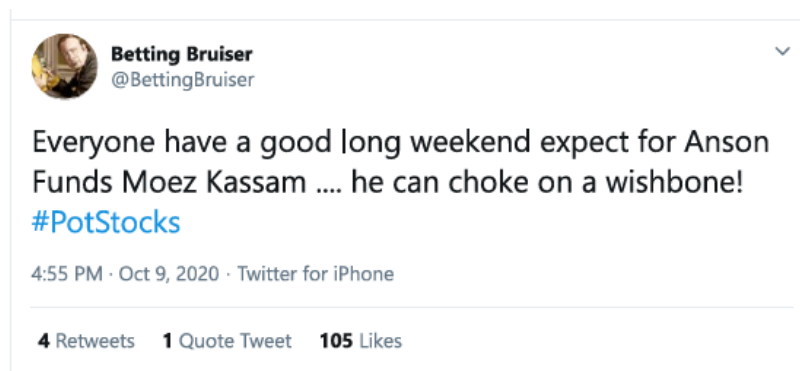 Betting Bruiser
@BettingBruiser
Everyone have a good long weekend expect for Anson
Funds Moez Kassam .... he can choke on a wishbone!
#PotStocks
4:55 PM · Oct 9, 2020 · Twitter for iPhone
4 Retweets 1 Quote Tweet 105 Likes